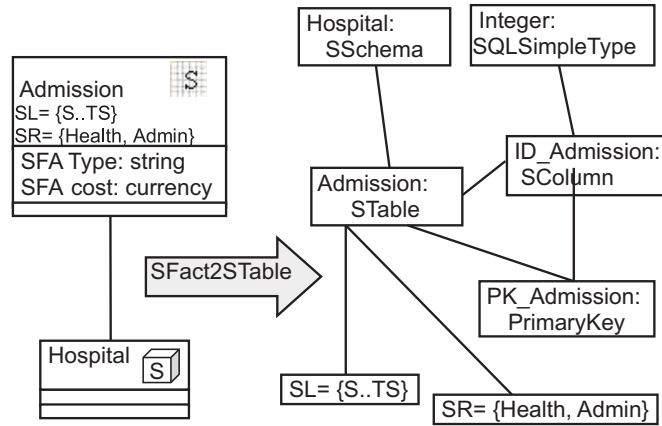 Admission
S
SL= {S..TS}
SR= {Health, Admin}
SFA Type: string
SFA cost: currency
Hospital
S
SFact2STable
Hospital:
SSchema
Integer:
SQLSimpleType
Admission:
STable
ID_Admission:
SColumn
PK_Admission:
PrimaryKey
SL= {S..TS}
SR= {Health, Admin}